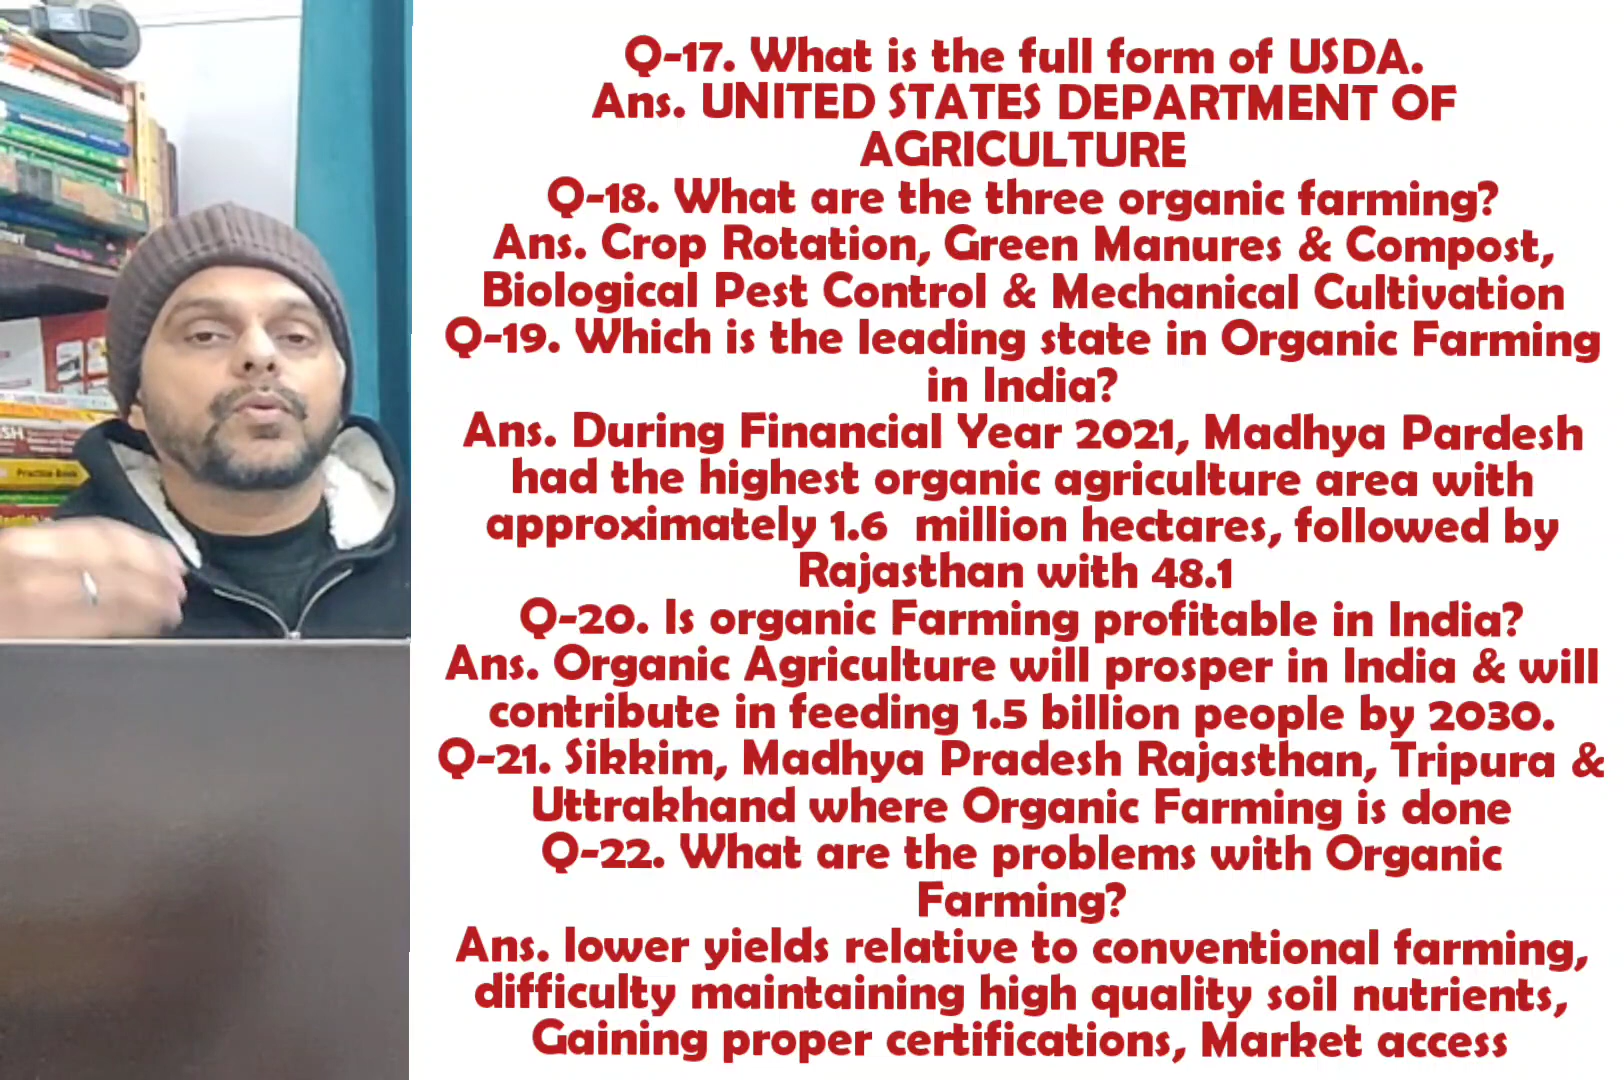 Q-17. What is the full form of USDA.
Ans. UNITED STATES DEPARTMENT OF
AGRICULTURE
Q-18. What are the three organic farming?
Ans. Crop Rotation, Green Manures & Compost,
Biological Pest Control & Mechanical Cultivation
Q-19. Which is the leading state in Organic Farming
in India?
Ans. During Financial Year 2021, Madhya Pardesh
had the highest organic agriculture area with
approximately 1.6 million hectares, followed by
Rajasthan with 48.1
Q-20. Is organic Farming profitable in India?
Ans. Organic Agriculture will prosper in India & will
contribute in feeding 1.5 billion people by 2030.
Q-21. Sikkim, Madhya Pradesh Rajasthan, Tripura &
Uttrakhand where Organic Farming is done
Q-22. What are the problems with Organic
Farming?
Ans. lower yields relative to conventional farming,
difficulty maintaining high quality soil nutrients,
Gaining proper certifications, Market access
Practice Book